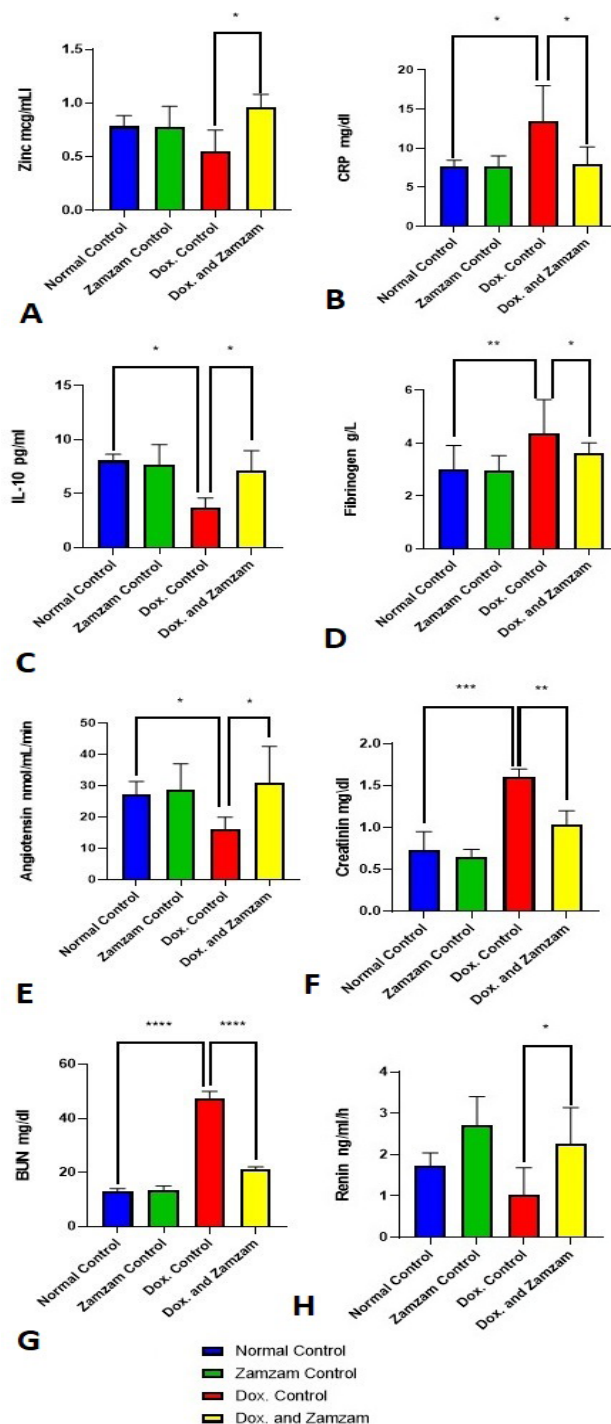 *
Zinc mcg/mLl
1.5
1.0
0.5
0.0
Normal Control
Zamzam Control
Dox. Control
Dox. and Zamzam
A
* *
CRP mg/dl
20
15
10
5
0
Normal Control
Zamzam Control
Dox. Control
Dox. and Zamzam
B
* *
IL-10 pg/ml
15
10
5
0
Normal Control
Zamzam Control
Dox. Control
Dox. and Zamzam
C
** *
Fibrinogen g/L
6
4
2
0
Normal Control
Zamzam Control
Dox. Control
Dox. and Zamzam
D
* *
Angiotensin nmol/mL/min
50
40
30
20
10
0
Normal Control
Zamzam Control
Dox. Control
Dox. and Zamzam
E
*** **
Creatinin mg\dl
2.0
1.5
1.0
0.5
0.0
Normal Control
Zamzam Control
Dox. Control
Dox. and Zamzam
F
**** ****
BUN mg/dl
60
40
20
0
Normal Control
Zamzam Control
Dox. Control
Dox. and Zamzam
G
*
Renin ng/ml/h
4
3
2
1
0
Normal Control
Zamzam Control
Dox. Control
Dox. and Zamzam
H
Normal Control
Zamzam Control
Dox. Control
Dox. and Zamzam